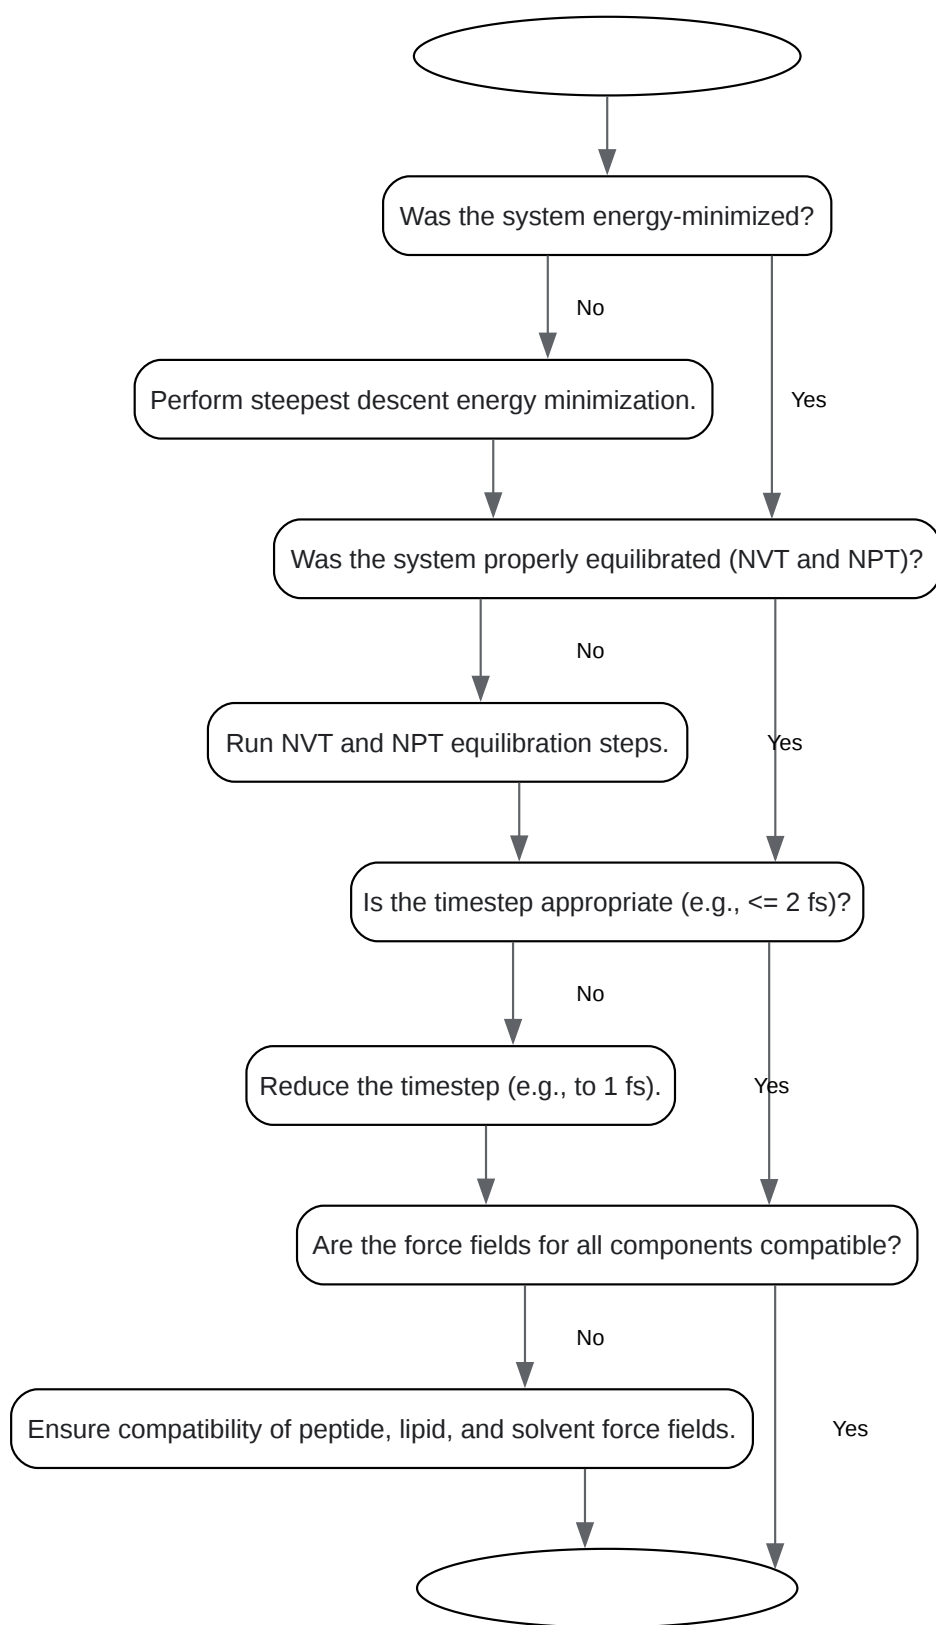 Was the system energy-minimized?
No
Perform steepest descent energy minimization.
Yes
Was the system properly equilibrated (NVT and NPT)?
No
Run NVT and NPT equilibration steps.
Yes
Is the timestep appropriate (e.g., <= 2 fs)?
No
Reduce the timestep (e.g., to 1 fs).
Yes
Are the force fields for all components compatible?
No
Ensure compatibility of peptide, lipid, and solvent force fields.
Yes